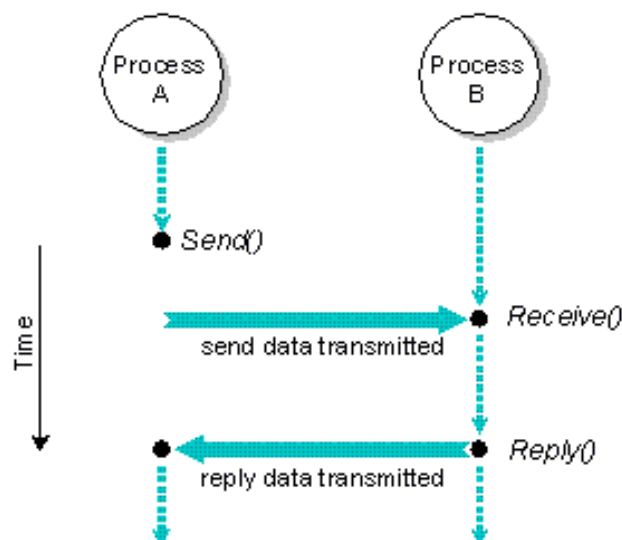 Process
A
Process
B
Send()
Time
Receive()
send data transmitted
Reply()
reply data transmitted